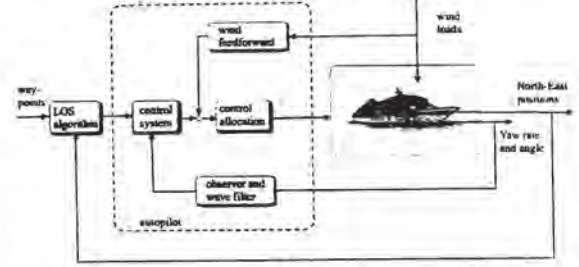 wind
loads
wind
feedforward
way-
points
LOS
algorithm
control
system
control
allocation
North-East
positions
Yaw rate
and angle
observer and
wave filter
autopilot